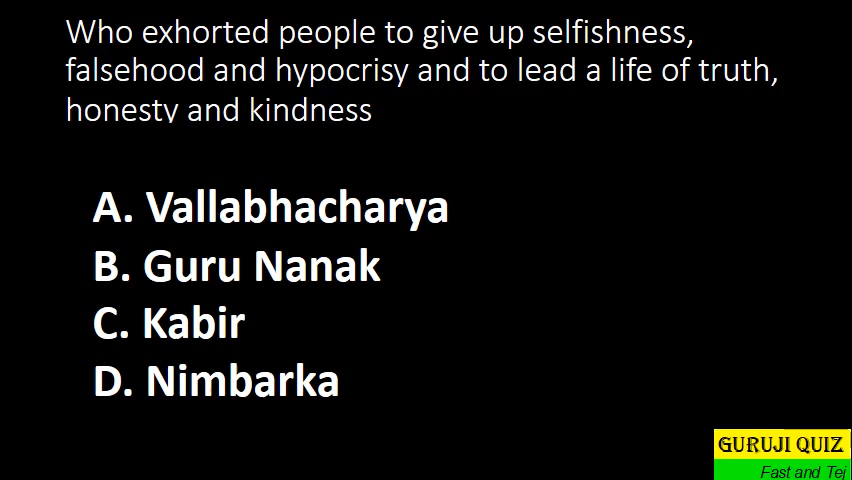 Who exhorted people to give up selfishness,
falsehood and hypocrisy and to lead a life of truth,
honesty and kindness
A. Vallabhacharya
B. Guru Nanak
C. Kabir
D. Nimbarka
GURUJI QUIZ
Fast and Tej